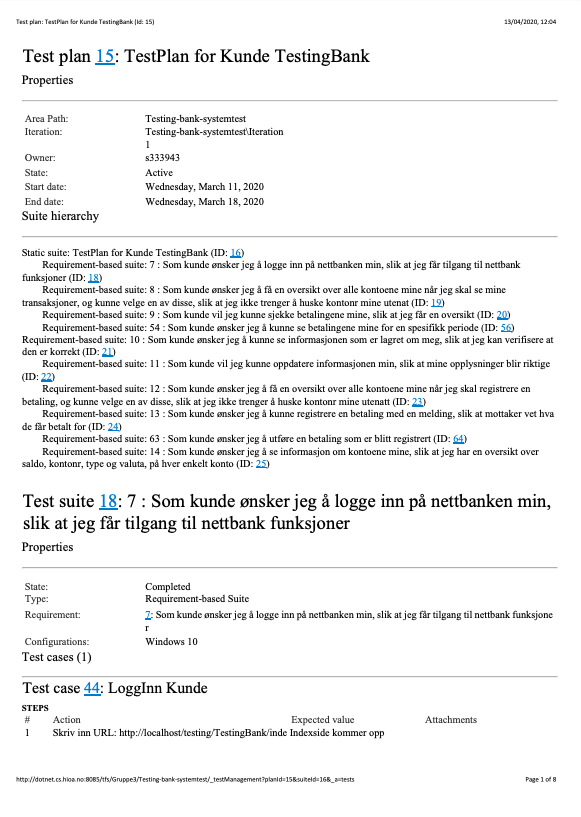 Test plan: TestPlan for Kunde TestingBank (Id: 15) 13/04/2020, 12:04
Test plan 15: TestPlan for Kunde TestingBank
Properties
Area Path: Testing-bank-systemtest
Iteration: Testing-bank-systemtest\Iteration
1
Owner: s333943
State: Active
Start date: Wednesday, March 11, 2020
End date: Wednesday, March 18, 2020
Suite hierarchy
Static suite: TestPlan for Kunde TestingBank (ID: 16)
Requirement-based suite: 7 : Som kunde ønsker jeg å logge inn på nettbanken min, slik at jeg får tilgang til nettbank
funksjoner (ID: 18)
Requirement-based suite: 8 : Som kunde ønsker jeg å få en oversikt over alle kontoene mine når jeg skal se mine
transaksjoner, og kunne velge en av disse, slik at jeg ikke trenger å huske kontonr mine utenat (ID: 19)
Requirement-based suite: 9 : Som kunde vil jeg kunne sjekke betalingene mine, slik at jeg får en oversikt (ID: 20)
Requirement-based suite: 54 : Som kunde ønsker jeg å kunne se betalingene mine for en spesifikk periode (ID: 56)
Requirement-based suite: 10 : Som kunde ønsker jeg å kunne se informasjonen som er lagret om meg, slik at jeg kan verifisere at
den er korrekt (ID: 21)
Requirement-based suite: 11 : Som kunde vil jeg kunne oppdatere informasjonen min, slik at mine opplysninger blir riktige
(ID: 22)
Requirement-based suite: 12 : Som kunde ønsker jeg å få en oversikt over alle kontoene mine når jeg skal registrere en
betaling, og kunne velge en av disse, slik at jeg ikke trenger å huske kontonr mine utenatt (ID: 23)
Requirement-based suite: 13 : Som kunde ønsker jeg å kunne registrere en betaling med en melding, slik at mottaker vet hva
de får betalt for (ID: 24)
Requirement-based suite: 63 : Som kunde ønsker jeg å utføre en betaling som er blitt registrert (ID: 64)
Requirement-based suite: 14 : Som kunde ønsker jeg å se informasjon om kontoene mine, slik at jeg har en oversikt over
saldo, kontonr, type og valuta, på hver enkelt konto (ID: 25)
Test suite 18: 7 : Som kunde ønsker jeg å logge inn på nettbanken min,
slik at jeg får tilgang til nettbank funksjoner
Properties
State: Completed
Type: Requirement-based Suite
Requirement: 7: Som kunde ønsker jeg å logge inn på nettbanken min, slik at jeg får tilgang til nettbank funksjone
r
Configurations: Windows 10
Test cases (1)
Test case 44: LoggInn Kunde
STEPS
# Action Expected value Attachments
1 Skriv inn URL: http://localhost/testing/TestingBank/inde Indexside kommer opp
http://dotnet.cs.hioa.no:8085/tfs/Gruppe3/Testing-bank-systemtest/_testManagement?planId=15&suiteId=16&_a=tests Page 1 of 8